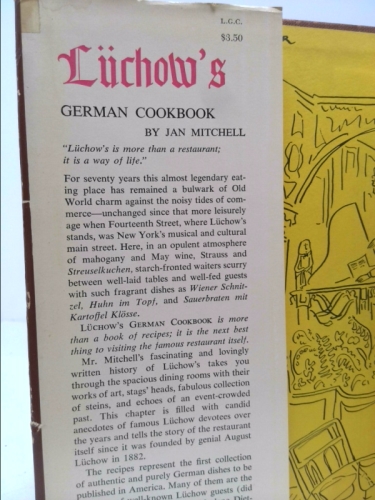 L.G.C.
$3.50
Lüchow's
GERMAN COOKBOOK
BY JAN MITCHELL
"Lüchow's is more than a restaurant;
it is a way of life."
For seventy years this almost legendary eat-
ing place has remained a bulwark of Old
World charm against the noisy tides of com-
merce—unchanged since that more leisurely
age when Fourteenth Street, where Lüchow's
stands, was New York's musical and cultural
main street. Here, in an opulent atmosphere
of mahogany and May wine, Strauss and
Streuselkuchen, starch-fronted waiters scurry
between well-laid tables and well-fed guests
with such fragrant dishes as Wiener Schnit-
zel, Huhn im Topf, and Sauerbraten mit
Kartoffel Klösse.
LÜCHOW'S GERMAN COOKBOOK is more
than a book of recipes; it is the next best
thing to visiting the famous restaurant itself.
Mr. Mitchell's fascinating and lovingly
written history of Lüchow's takes you
through the spacious dining rooms with their
works of art, stags' heads, fabulous collection
of steins, and echoes of an event-crowded
past. This chapter is filled with candid
anecdotes of famous Lüchow devotees over
the years and tells the story of the restaurant
itself since it was founded by genial August
Lüchow in 1882.
The recipes represent the first collection
of authentic and purely German dishes to be
published in America. Many of them are the
well-known Lüchow guests